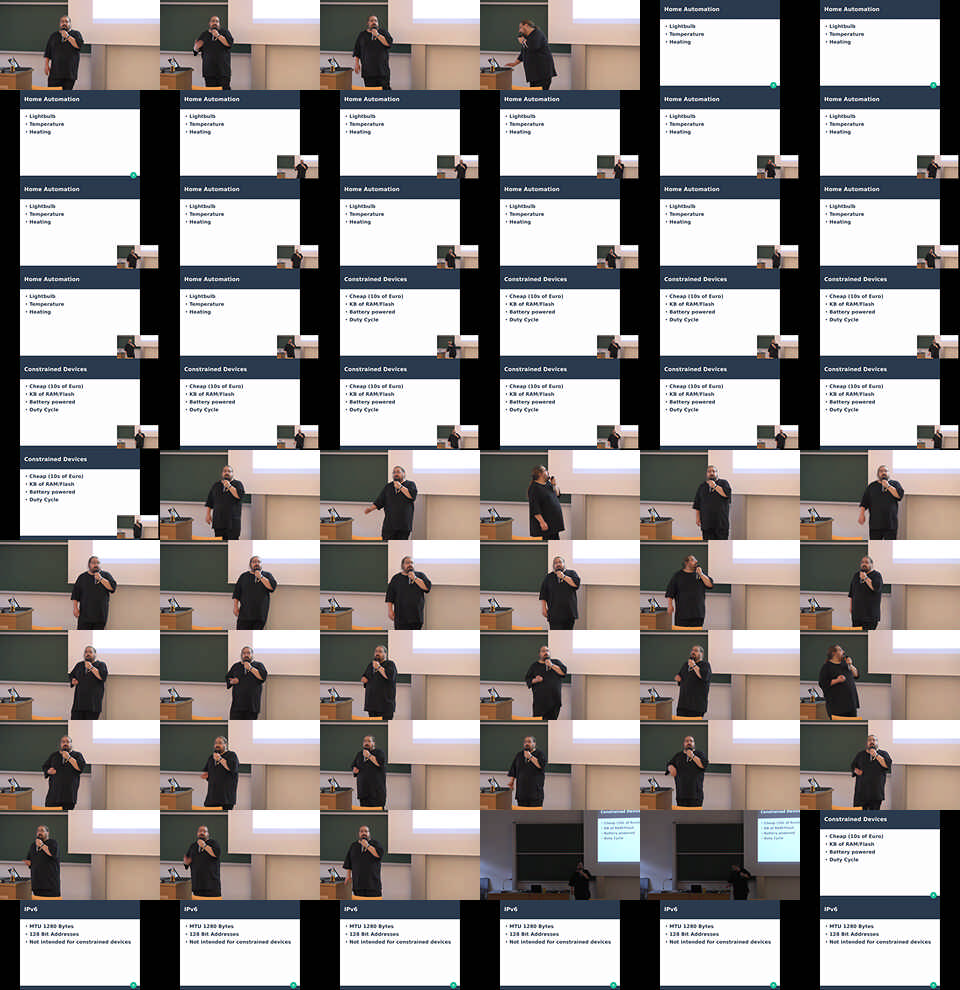 Home Automation
Lightbulb
Temperature
Heating
Home Automation
Lightbulb
Temperature
Heating
Home Automation
Lightbulb
Temperature
Heating
Home Automation
Lightbulb
Temperature
Heating
Home Automation
Lightbulb
Temperature
Heating
Home Automation
Lightbulb
Temperature
Heating
Home Automation
Lightbulb
Temperature
Heating
Home Automation
Lightbulb
Temperature
Heating
Home Automation
Lightbulb
Temperature
Heating
Home Automation
Lightbulb
Temperature
Heating
Home Automation
Lightbulb
Temperature
Heating
Home Automation
Lightbulb
Temperature
Heating
Home Automation
Lightbulb
Temperature
Heating
Home Automation
Lightbulb
Temperature
Heating
Home Automation
Lightbulb
Temperature
Heating
Home Automation
Lightbulb
Temperature
Heating
Constrained Devices
Cheap (10s of Euro)
KB of RAM/Flash
Battery powered
Duty Cycle
Constrained Devices
Cheap (10s of Euro)
KB of RAM/Flash
Battery powered
Duty Cycle
Constrained Devices
Cheap (10s of Euro)
KB of RAM/Flash
Battery powered
Duty Cycle
Constrained Devices
Cheap (10s of Euro)
KB of RAM/Flash
Battery powered
Duty Cycle
Constrained Devices
Cheap (10s of Euro)
KB of RAM/Flash
Battery powered
Duty Cycle
Constrained Devices
Cheap (10s of Euro)
KB of RAM/Flash
Battery powered
Duty Cycle
Constrained Devices
Cheap (10s of Euro)
KB of RAM/Flash
Battery powered
Duty Cycle
Constrained Devices
Cheap (10s of Euro)
KB of RAM/Flash
Battery powered
Duty Cycle
Constrained Devices
Cheap (10s of Euro)
KB of RAM/Flash
Battery powered
Duty Cycle
Constrained Devices
Cheap (10s of Euro)
KB of RAM/Flash
Battery powered
Duty Cycle
Constrained Devices
Cheap (10s of Euro)
KB of RAM/Flash
Battery powered
Duty Cycle
Constrained
Cheap (10s of
KB of RAM/Flash
Battery powered
Duty Cycle
Constrained
Cheap (10s of
KB of RAM/Flash
Battery powered
Duty Cycle
Constrained Devices
Cheap (10s of Euro)
KB of RAM/Flash
Battery powered
Duty Cycle
IPv6
MTU 1280 Bytes
128 Bit Addresses
Not intended for constrained devices
IPv6
MTU 1280 Bytes
128 Bit Addresses
Not intended for constrained devices
IPv6
MTU 1280 Bytes
128 Bit Addresses
Not intended for constrained devices
IPv6
MTU 1280 Bytes
128 Bit Addresses
Not intended for constrained devices
IPv6
MTU 1280 Bytes
128 Bit Addresses
Not intended for constrained devices
IPv6
MTU 1280 Bytes
128 Bit Addresses
Not intended for constrained devices